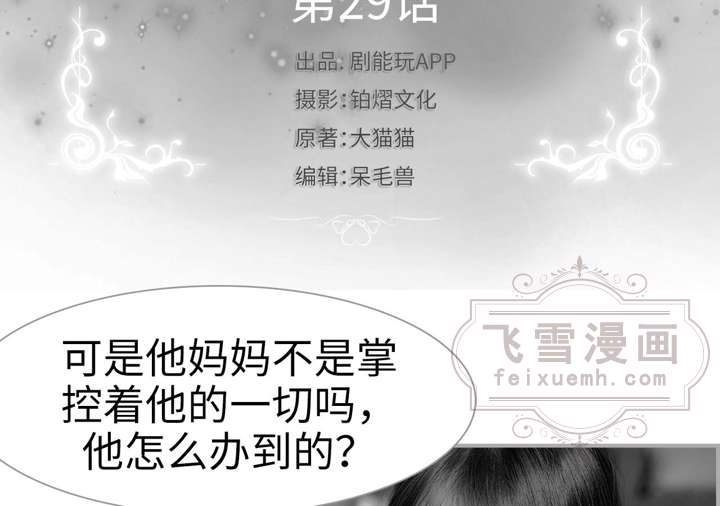 第29话
出品: 剧能玩APP
摄影: 铂熠文化
原著: 大猫猫
编辑: 呆毛兽
飞雪漫画
feixuemh.com
可是他妈妈不是掌
控着他的一切吗，
他怎么办到的？